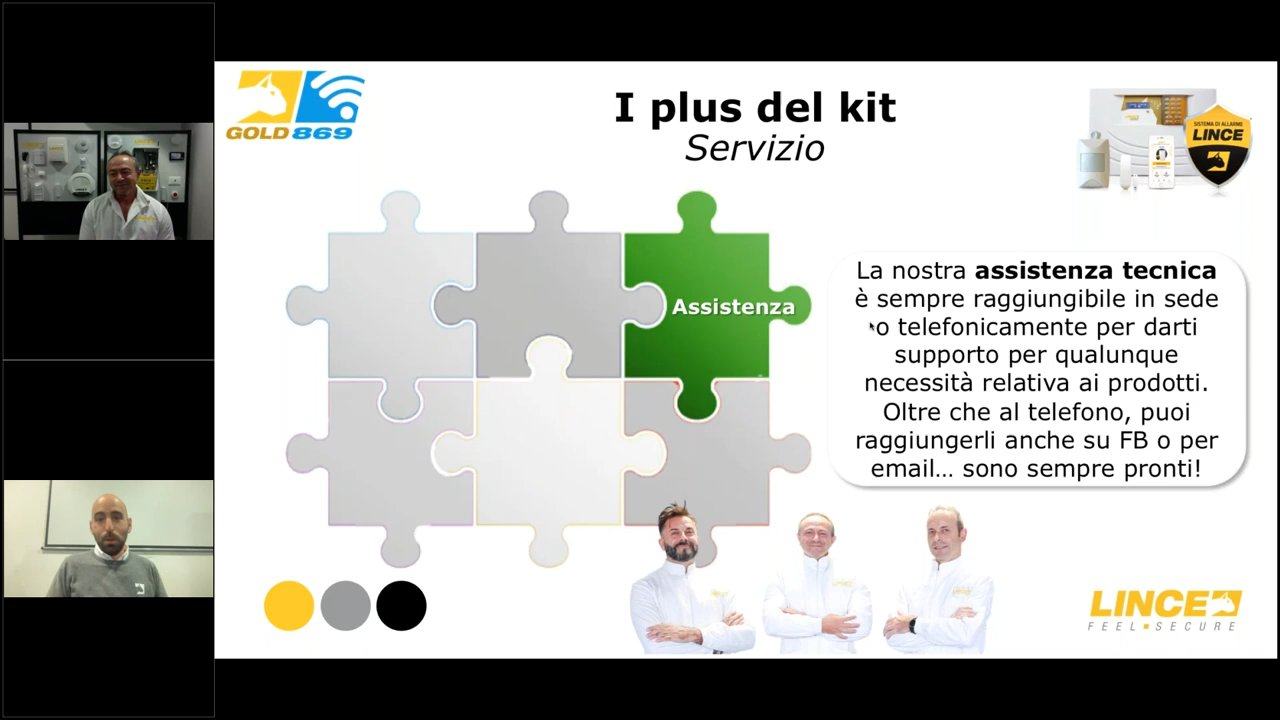 GOLD 869
I plus del kit
Servizio
SISTEMA DI ALLARME
LINCE
Assistenza
La nostra assistenza tecnica
è sempre raggiungibile in sede
o telefonicamente per darti
supporto per qualunque
necessità relativa ai prodotti.
Oltre che al telefono, puoi
raggiungerli anche su FB o per
email... sono sempre pronti!
LINCE
FEEL SECURE